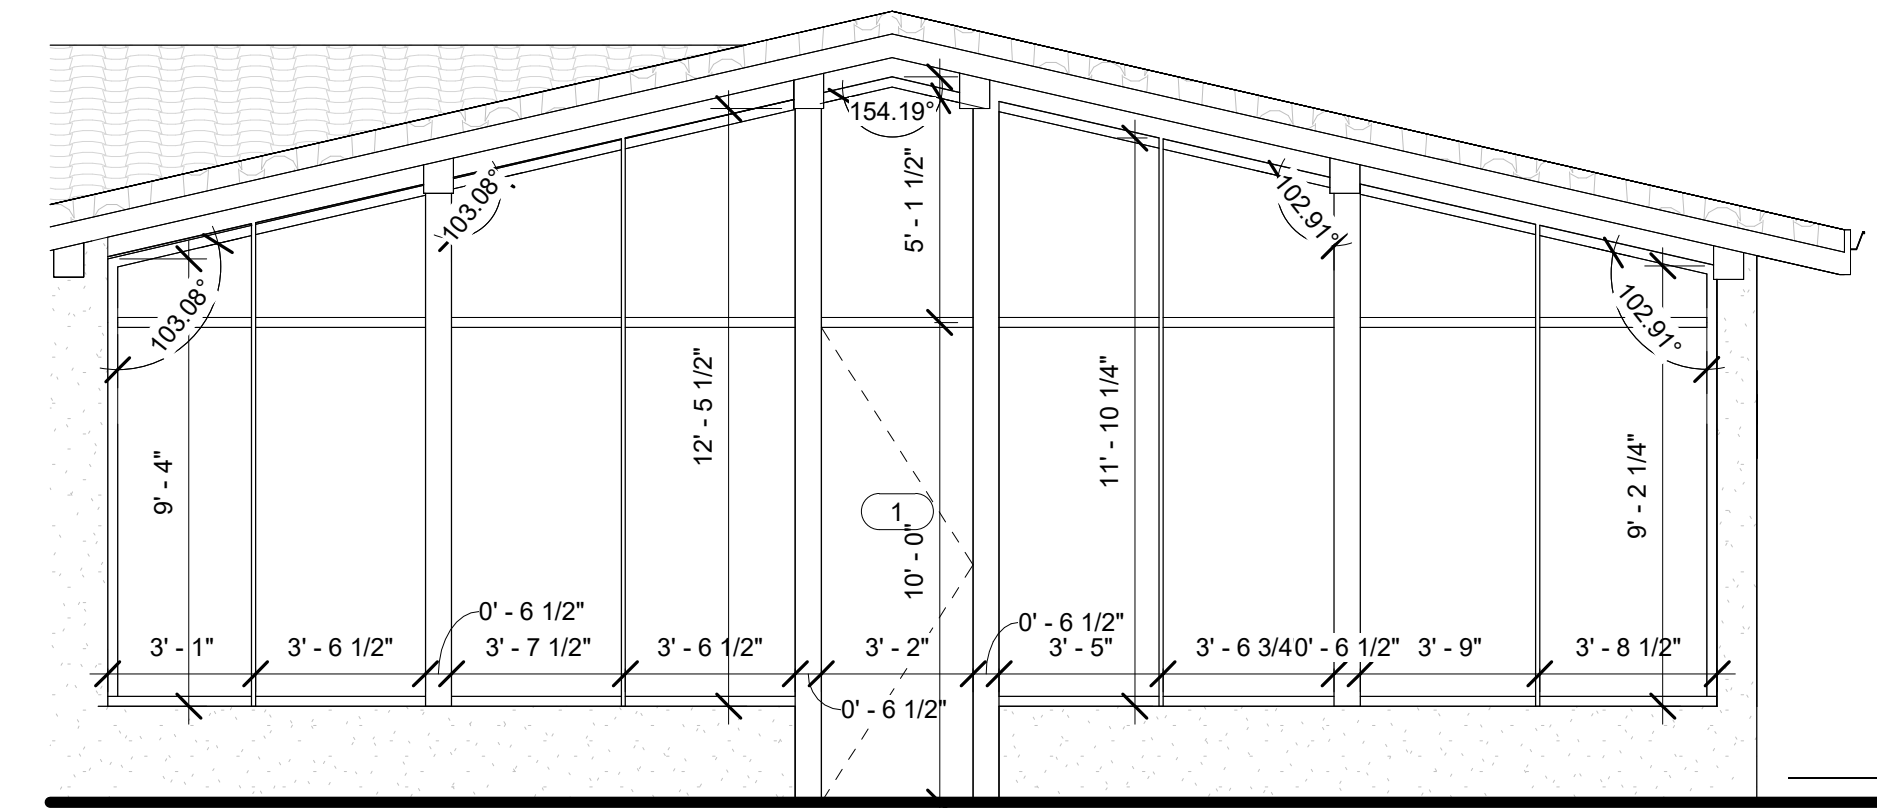 154.19°
103.08°
102.91°
5' - 1 1/2"
103.08°
102.91°
12' - 5 1/2"
11' - 10 1/4"
9' - 4"
9' - 2 1/4"
1
10' - 0"
0' - 6 1/2"
0' - 6 1/2"
3' - 1"
3' - 6 1/2"
3' - 7 1/2"
3' - 6 1/2"
3' - 2"
3' - 5"
3' - 6 3/4
0' - 6 1/2"
3' - 9"
3' - 8 1/2"
0' - 6 1/2"